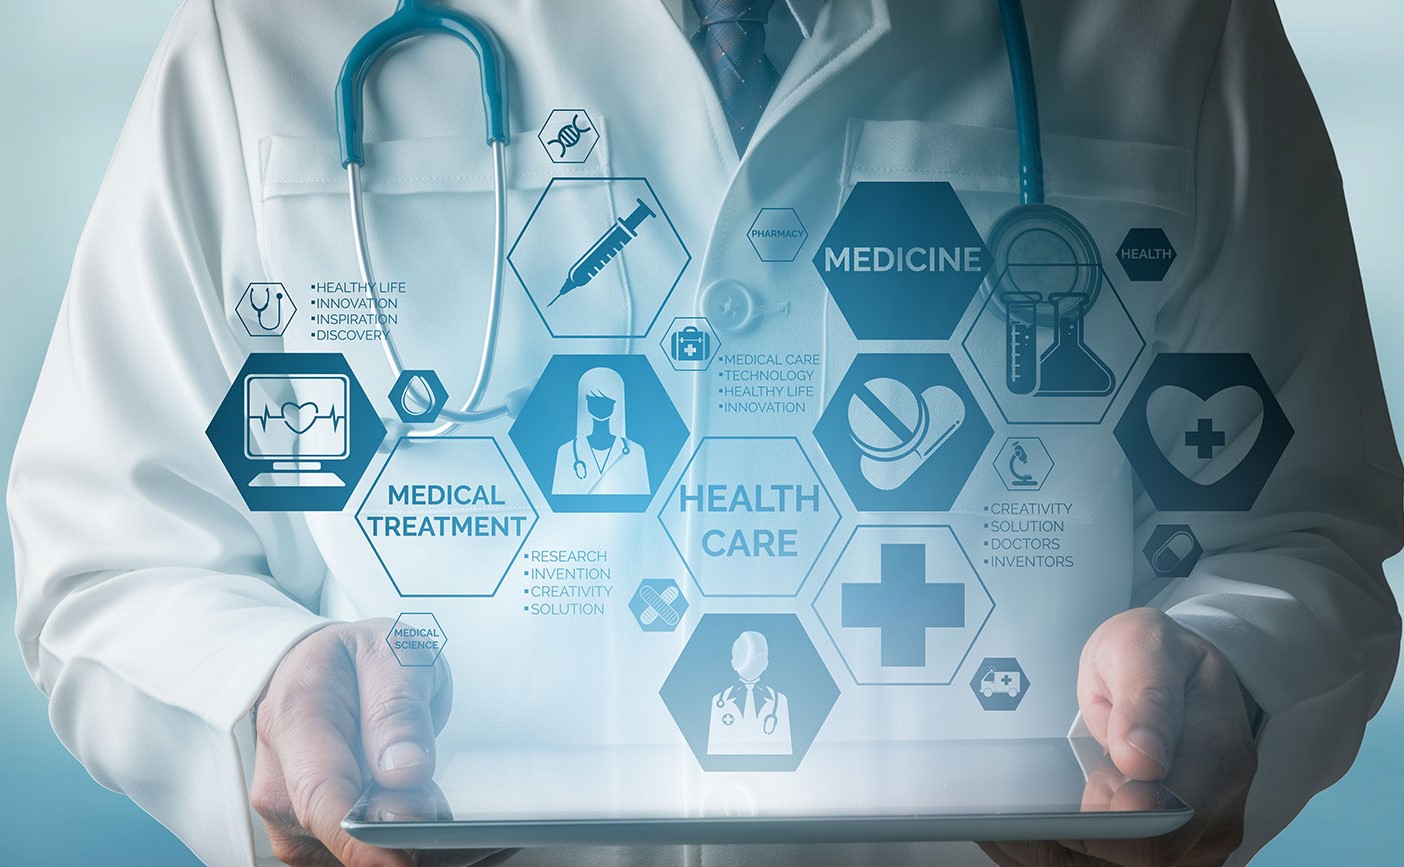 PHARMACY
MEDICINE
HEALTH
▪HEALTHY LIFE
▪INNOVATION
▪INSPIRATION
▪DISCOVERY
▪MEDICAL CARE
▪TECHNOLOGY
▪HEALTHY LIFE
▪INNOVATION
MEDICAL
TREATMENT
HEALTH
CARE
▪CREATIVITY
▪SOLUTION
▪DOCTORS
▪INVENTORS
▪RESEARCH
▪INVENTION
▪CREATIVITY
▪SOLUTION
MEDICAL
SCIENCE